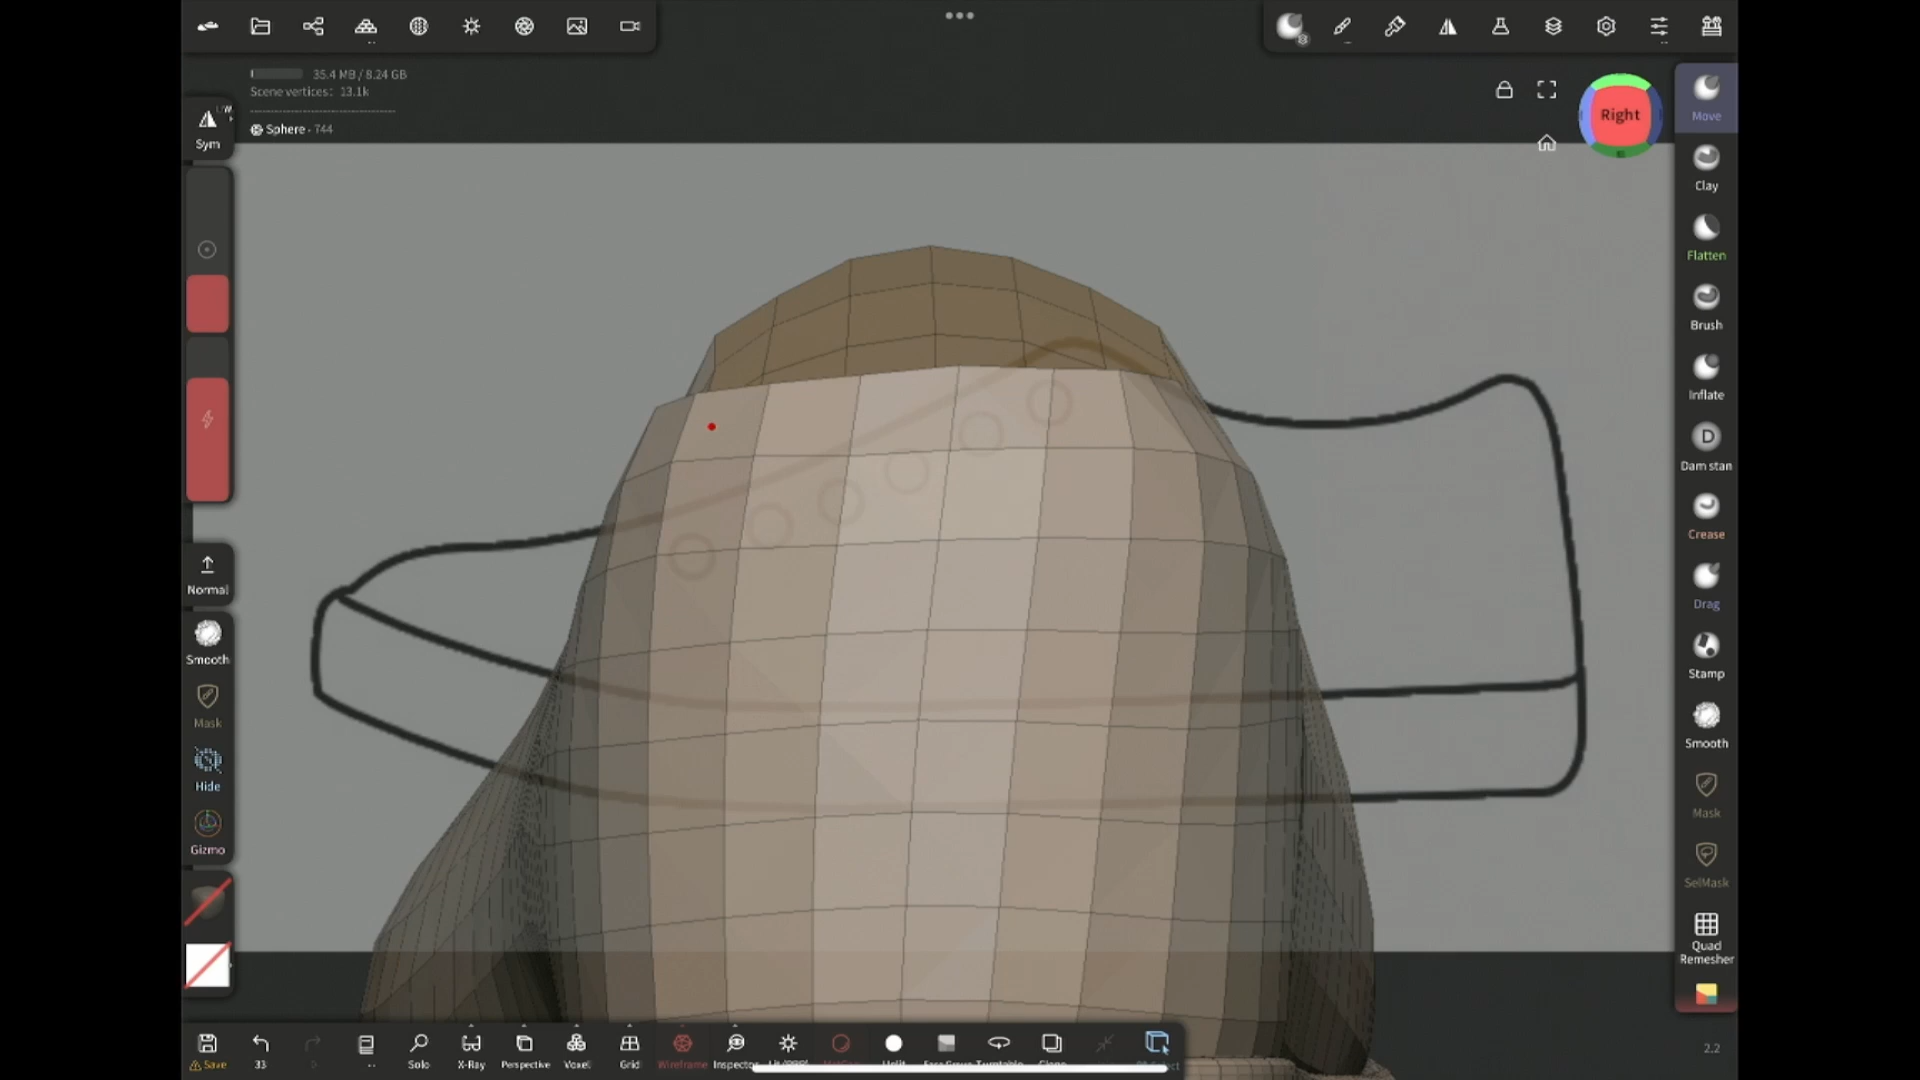 35.4 MB / 8.24 GB
Scene vertices: 13.1k
Sphere - 744
Sym
Normal
Smooth
Mask
Hide
Gizmo
Right
Move
Clay
Flatten
Brush
Inflate
D
Dam stan
Crease
Drag
Stamp
Smooth
Mask
SelMask
Quad
Remesher
2.2
Save
33
Solo
X-Ray
Perspective
Voxel
Grid
Wireframe
Inspector